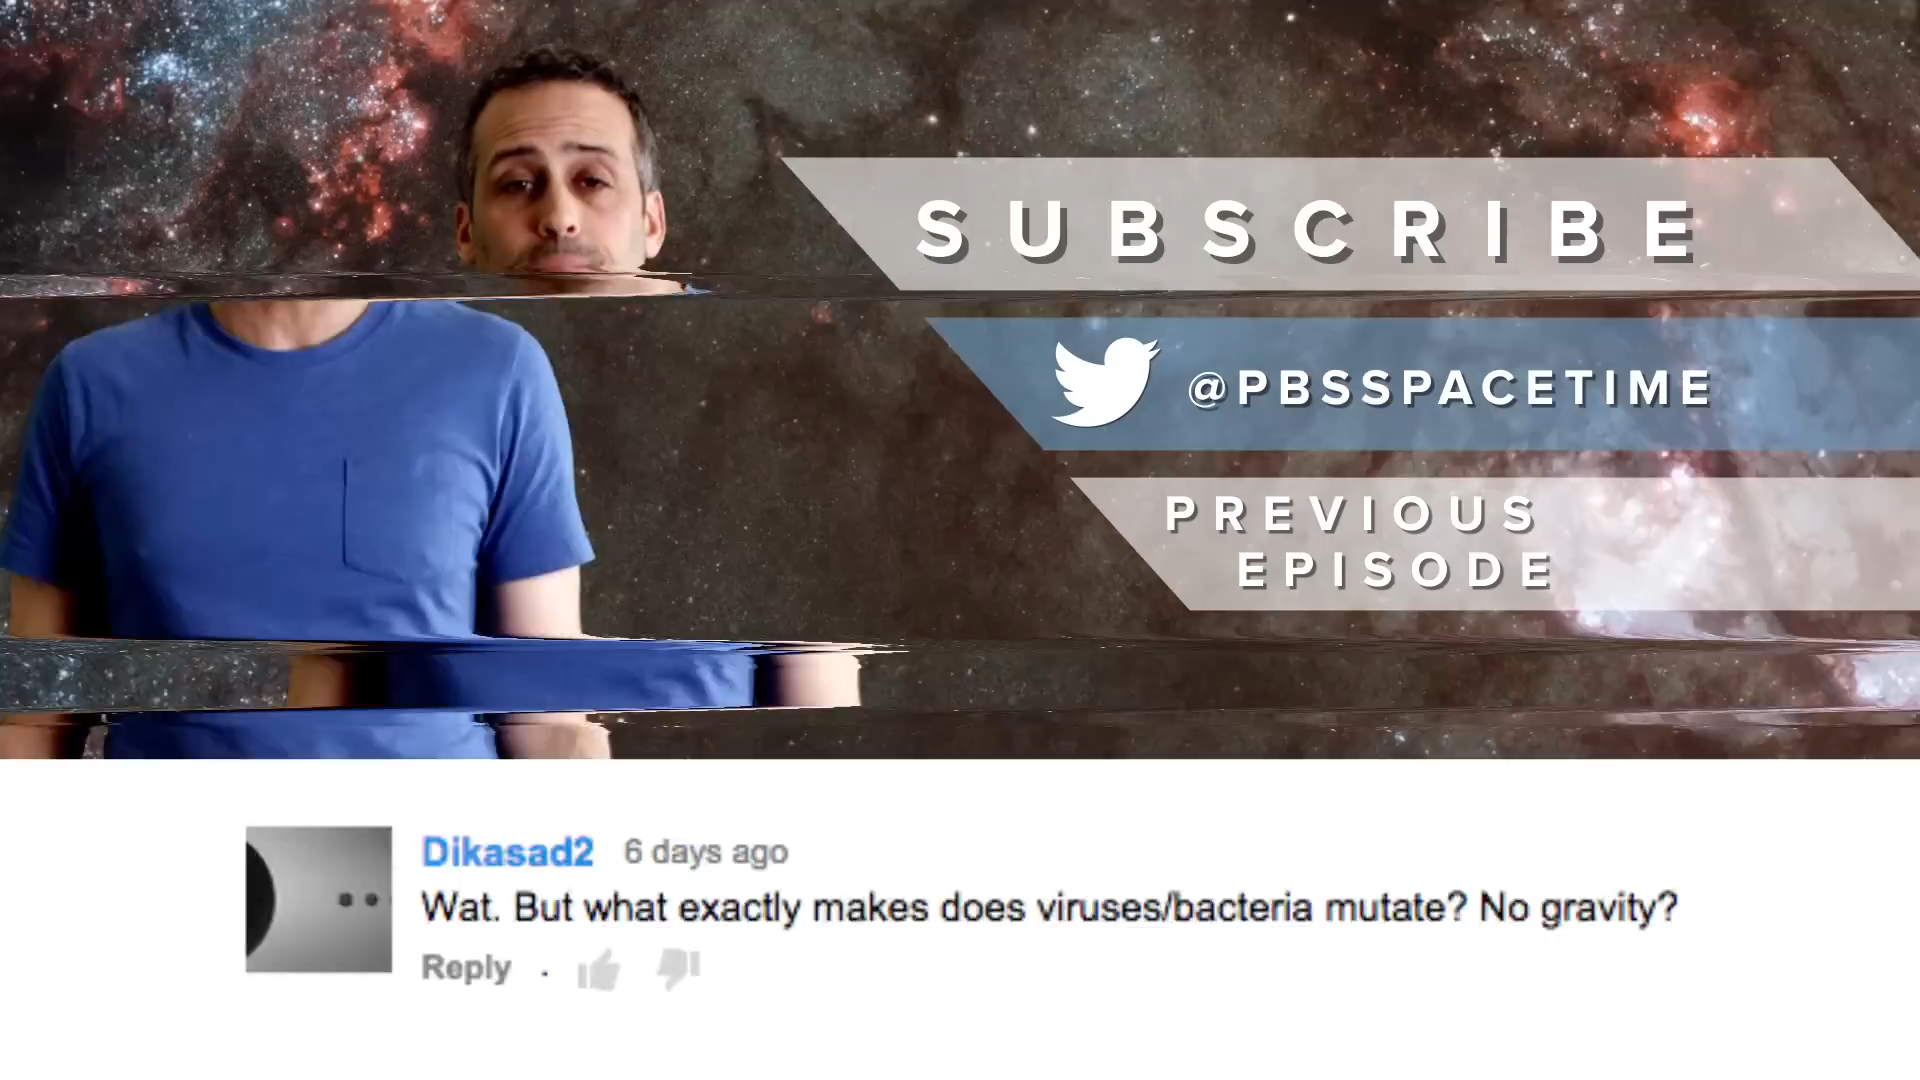 SUBSCRIBE
@PBSSPACETIME
PREVIOUS
EPISODE
Dikasad2 6 days ago
Wat. But what exactly makes does viruses/bacteria mutate? No gravity?
Reply .